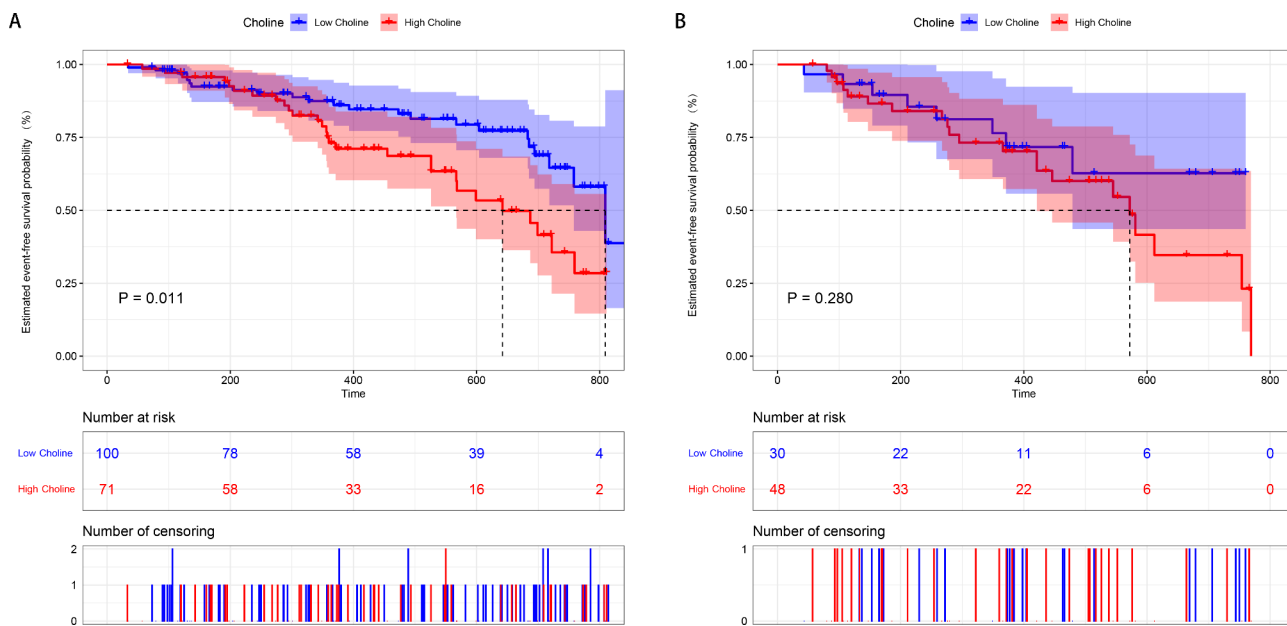 A
Choline Low Choline High Choline
Estimated event-free survival probability (%)
1.00
0.75
0.50
0.25
0.00
P = 0.011
0 200 400 600 800
Time
Number at risk
Low Choline 100 78 58 39 4
High Choline 71 58 33 16 2
Number of censoring
2
1
0
B
Choline Low Choline High Choline
Estimated event-free survival probability (%)
1.00
0.75
0.50
0.25
0.00
P = 0.280
0 200 400 600 800
Time
Number at risk
Low Choline 30 22 11 6 0
High Choline 48 33 22 6 0
Number of censoring
1
0